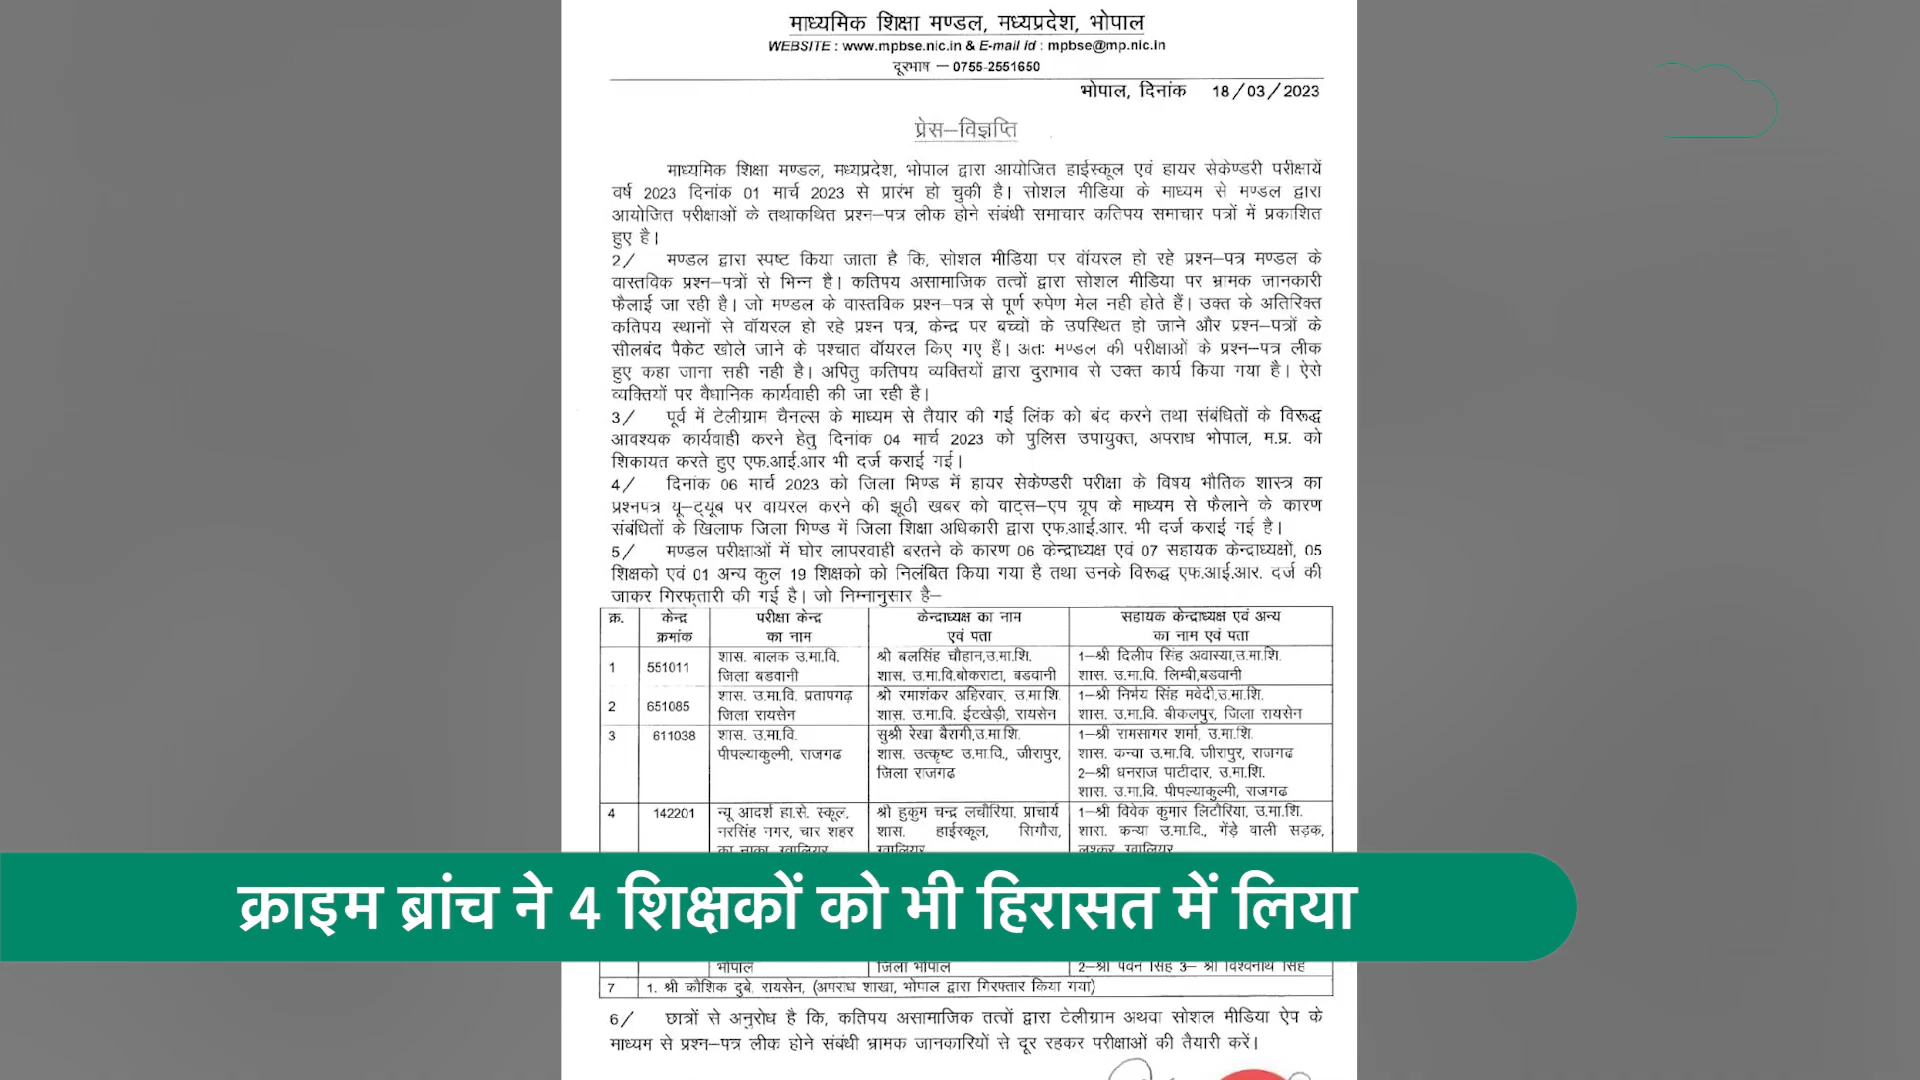 माध्यमिक शिक्षा मण्डल, मध्यप्रदेश, भोपाल
WEBSITE : www.mpbse.nic.in & E-mail id : mpbse@mp.nic.in
दूरभाष – 0755-2551650
भोपाल, दिनांक 18/03/2023
प्रेस–विज्ञप्ति
माध्यमिक शिक्षा मण्डल, मध्यप्रदेश, भोपाल द्वारा आयोजित हाईस्कूल एवं हायर सेकेण्डरी परीक्षायें
वर्ष 2023 दिनांक 01 मार्च 2023 से प्रारंभ हो चुकी है। सोशल मीडिया के माध्यम से मण्डल द्वारा
आयोजित परीक्षाओं के तथाकथित प्रश्न–पत्र लीक होने संबंधी समाचार कतिपय समाचार पत्रों में प्रकाशित
हुए है।
2/ मण्डल द्वारा स्पष्ट किया जाता है कि, सोशल मीडिया पर वॉयरल हो रहे प्रश्न–पत्र मण्डल के
वास्तविक प्रश्न–पत्रों से भिन्न है। कतिपय असामाजिक तत्वों द्वारा सोशल मीडिया पर भ्रामक जानकारी
फैलाई जा रही है। जो मण्डल के वास्तविक प्रश्न–पत्र से पूर्ण रुपेण मेल नही होते हैं। उक्त के अतिरिक्त
कतिपय स्थानों से वॉयरल हो रहे प्रश्न पत्र, केन्द्र पर बच्चों के उपस्थित हो जाने और प्रश्न–पत्रों के
सीलबंद पैकेट खोले जाने के पश्चात वॉयरल किए गए हैं। अतः मण्डल की परीक्षाओं के प्रश्न–पत्र लीक
हुए कहा जाना सही नही है। अपितु कतिपय व्यक्तियों द्वारा दुराभाव से उक्त कार्य किया गया है। ऐसे
व्यक्तियों पर वैधानिक कार्यवाही की जा रही है।
3/ पूर्व में टेलीग्राम चैनल्स के माध्यम से तैयार की गई लिंक को बंद करने तथा संबंधितों के विरूद्ध
आवश्यक कार्यवाही करने हेतु दिनांक 04 मार्च 2023 को पुलिस उपायुक्त, अपराध भोपाल, म.प्र. को
शिकायत करते हुए एफ.आई.आर भी दर्ज कराई गई।
4/ दिनांक 06 मार्च 2023 को जिला भिण्ड में हायर सेकेण्डरी परीक्षा के विषय भौतिक शास्त्र का
प्रश्नपत्र यू–ट्यूब पर वायरल करने की झूठी खबर को वाट्स–एप ग्रूप के माध्यम से फैलाने के कारण
संबंधितों के खिलाफ जिला भिण्ड में जिला शिक्षा अधिकारी द्वारा एफ.आई.आर. भी दर्ज कराई गई है।
5/ मण्डल परीक्षाओं में घोर लापरवाही बरतने के कारण 06 केन्द्राध्यक्ष एवं 07 सहायक केन्द्राध्यक्षों, 05
शिक्षको एवं 01 अन्य कुल 19 शिक्षको को निलंबित किया गया है तथा उनके विरूद्ध एफ.आई.आर. दर्ज की
जाकर गिरफ्तारी की गई है। जो निम्नानुसार है–
क्र. केन्द्र क्रमांक परीक्षा केन्द्र का नाम केन्द्राध्यक्ष का नाम एवं पता सहायक केन्द्राध्यक्ष एवं अन्य का नाम एवं पता
1 551011 शास. बालक उ.मा.वि. श्री बलसिंह चौहान,उ.मा.शि. 1–श्री दिलीप सिंह अवास्या,उ.मा.शि.
जिला बडवानी शास. उ.मा.वि.बोकराटा, बडवानी शास. उ.मा.वि. लिम्बी,बडवानी
2 651085 शास. उ.मा.वि. प्रतापगढ़ श्री रमाशंकर अहिरवार, उ.मा.शि. 1–श्री निर्भय सिंह मवेदी,उ.मा.शि.
जिला रायसेन शास. उ.मा.वि. ईटखेड़ी, रायसेन शास. उ.मा.वि. बीकलपुर, जिला रायसेन
3 611038 शास. उ.मा.वि. सुश्री रेखा बैरागी,उ.मा.शि. 1–श्री रामसागर शर्मा, उ.मा.शि.
पीपल्याकुल्मी, राजगढ शास. उत्कृष्ट उ.मा.वि., जीरापुर, शास. कन्या उ.मा.वि. जीरापुर, राजगढ
जिला राजगढ 2–श्री धनराज पाटीदार, उ.मा.शि.
शास. उ.मा.वि. पीपल्याकुल्मी, राजगढ
4 142201 न्यू आदर्श हा.से. स्कूल, श्री हुकुम चन्द्र लचौरिया, प्राचार्य 1–श्री विवेक कुमार लिटौरिया, उ.मा.शि.
नरसिंह नगर, चार शहर शास. हाईस्कूल, सिगौरा, शास. कन्या उ.मा.वि., गेंड़े वाली सड़क,
का नाका, ग्वालियर ग्वालियर लश्कर, ग्वालियर
क्राइम ब्रांच ने 4 शिक्षकों को भी हिरासत में लिया
भोपाल जिला भोपाल 2–श्री पवन सिंह 3– श्री विश्वनाथ सिंह
7 1. श्री कौशिक दुबे, रायसेन, (अपराध शाखा, भोपाल द्वारा गिरफ्तार किया गया)
6/ छात्रों से अनुरोध है कि, कतिपय असामाजिक तत्वों द्वारा टेलीग्राम अथवा सोशल मीडिया ऐप के
माध्यम से प्रश्न–पत्र लीक होने संबंधी भ्रामक जानकारियों से दूर रहकर परीक्षाओं की तैयारी करें।